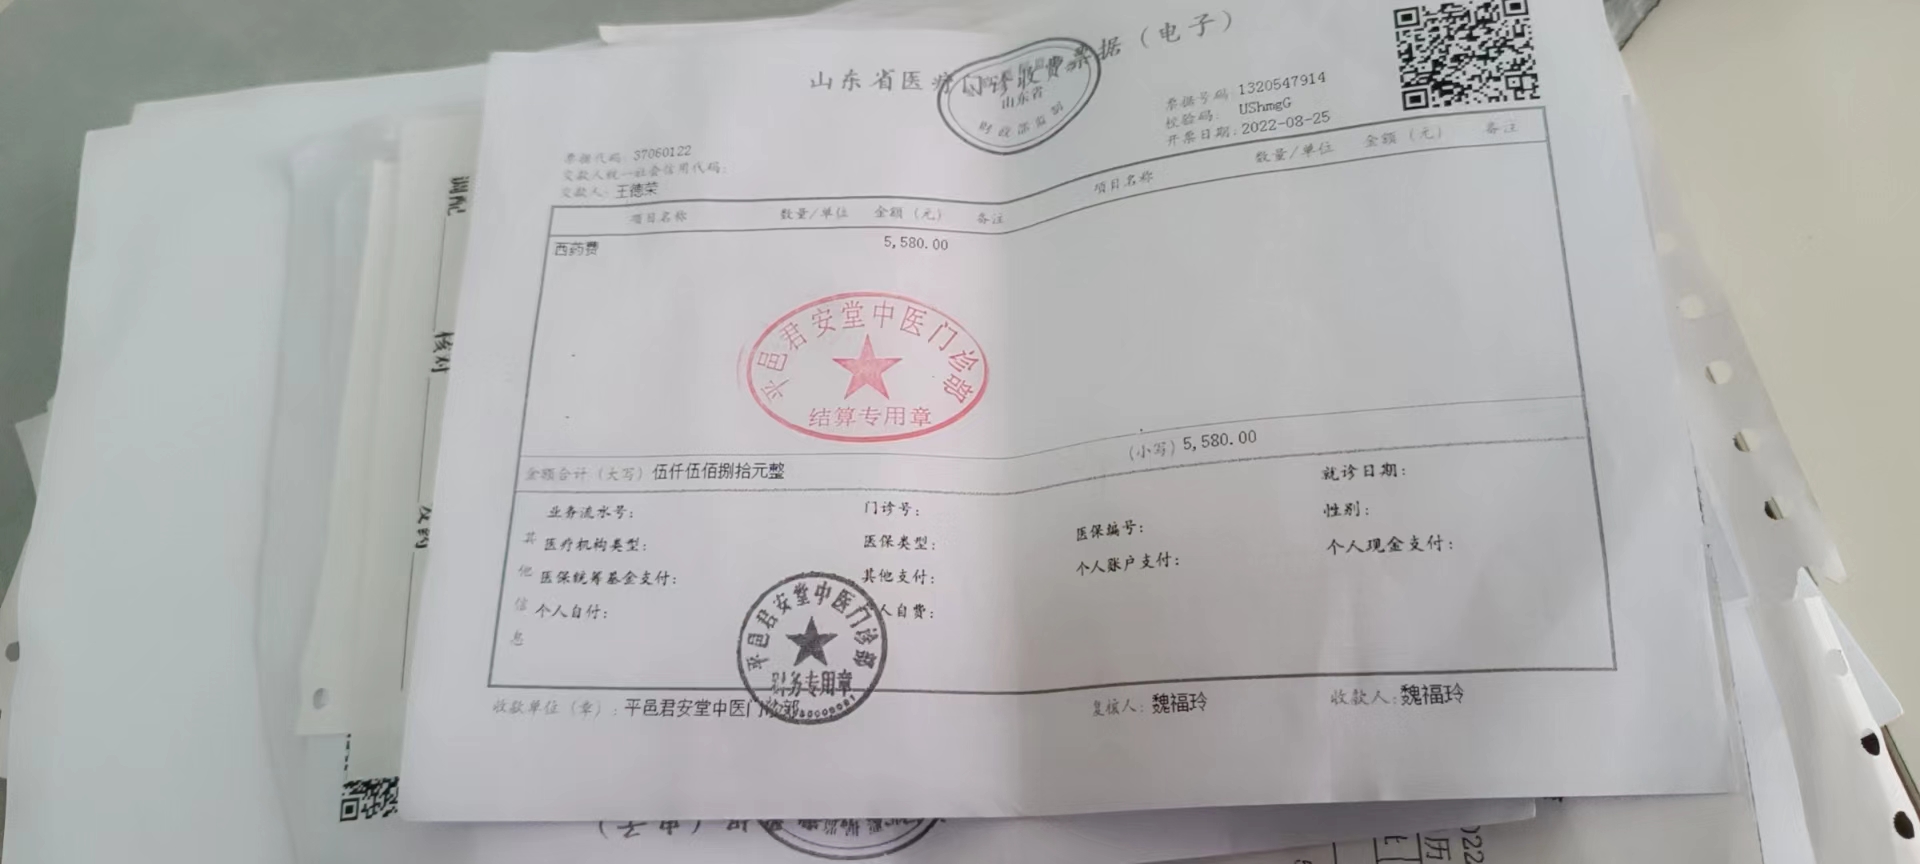 山东省医疗门诊收费票据（电子）
山东省
财政部监制
票据号码：1320547914
校验码：UShmgG
开票日期：2022-08-25
票据代码：37060122
交款人统一社会信用代码：
交款人：王德荣
项目名称 数量/单位 金额（元） 备注 项目名称 数量/单位 金额（元） 备注
西药费 5,580.00
平邑君安堂中医门诊部
结算专用章
金额合计（大写）伍仟伍佰捌拾元整 （小写）5,580.00
其他信息
业务流水号： 门诊号： 就诊日期：
医疗机构类型： 医保类型： 医保编号： 性别：
医保统筹基金支付： 其他支付： 个人账户支付： 个人现金支付：
个人自付： 人自费：
平邑君安堂中医门诊部
财务专用章
收款单位（章）：平邑君安堂中医门诊部 复核人：魏福玲 收款人：魏福玲
调配
核对